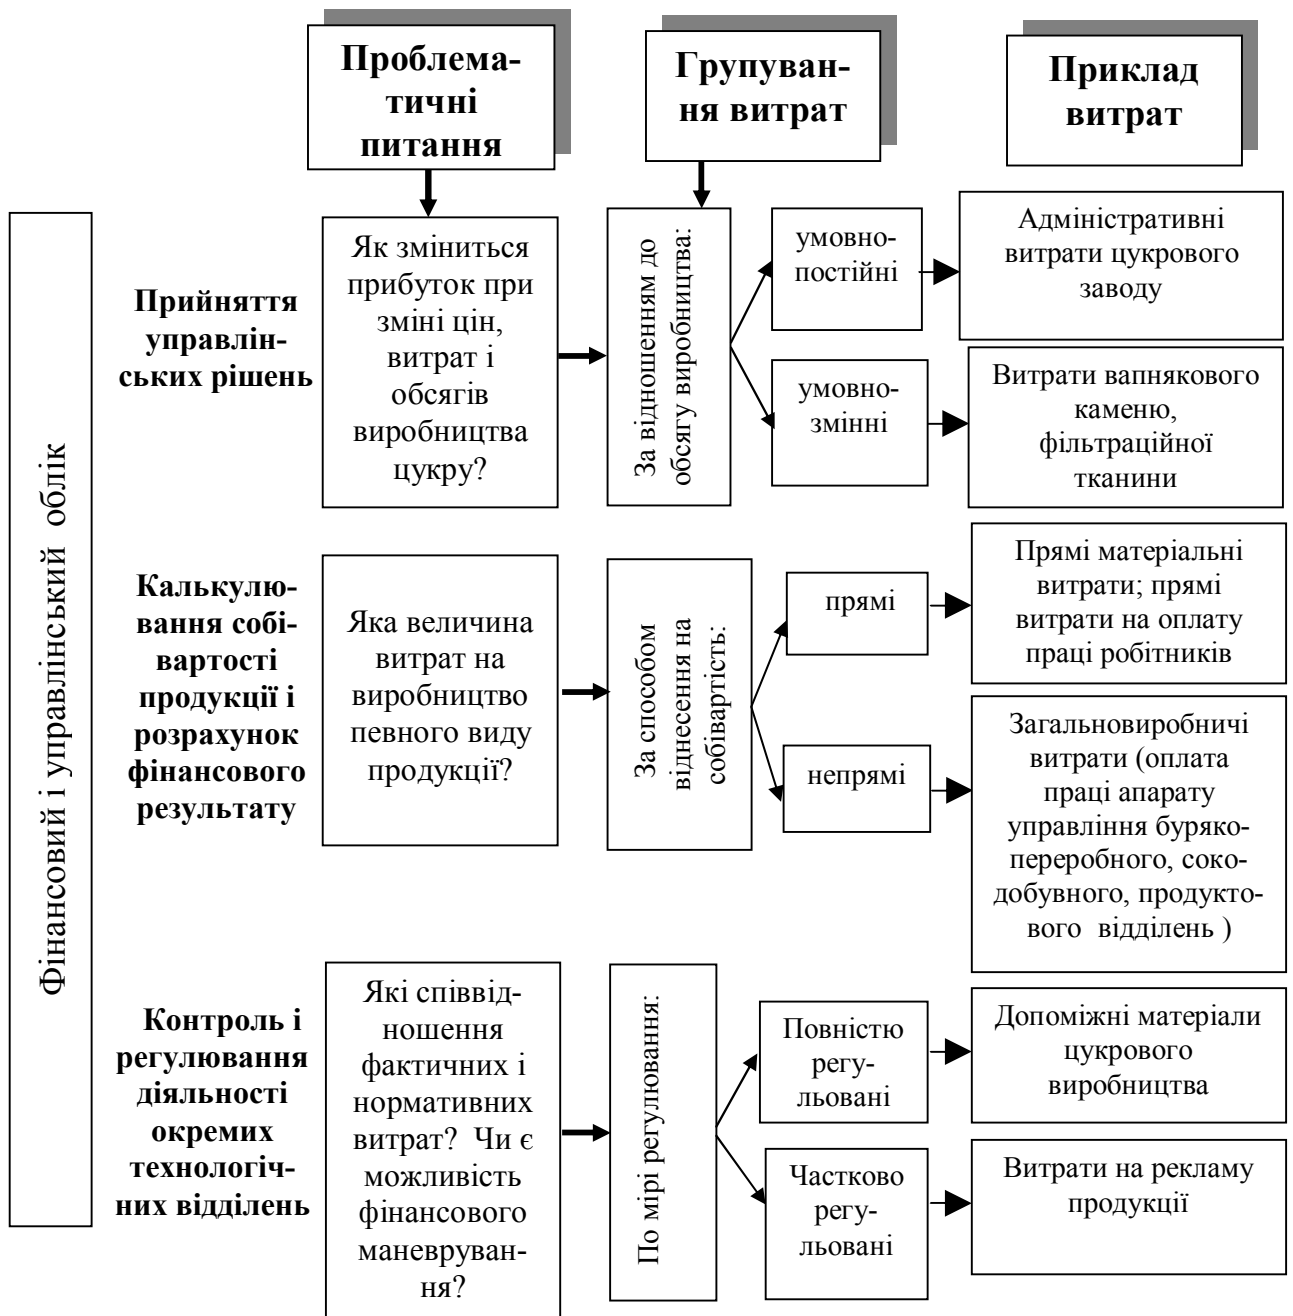 Проблема-
тичні
питання
Групуван-
ня витрат
Приклад
витрат
Фінансовий і управлінський облік
Прийняття
управлін-
ських рішень
Як зміниться
прибуток при
зміні цін,
витрат і
обсягів
виробництва
цукру?
За відношенням до
обсягу виробництва:
умовно-
постійні
Адміністративні
витрати цукрового
заводу
умовно-
змінні
Витрати вапнякового
каменю,
фільтраційної
тканини
Калькулю-
вання собі-
вартості
продукції і
розрахунок
фінансового
результату
Яка величина
витрат на
виробництво
певного виду
продукції?
За способом
віднесення на
собівартість:
прямі
Прямі матеріальні
витрати; прямі
витрати на оплату
праці робітників
непрямі
Загальновиробничі
витрати (оплата
праці апарату
управління буряко-
переробного, соко-
добувного, продукто-
вого відділень )
Контроль і
регулювання
діяльності
окремих
технологіч-
них відділень
Які співвід-
ношення
фактичних і
нормативних
витрат? Чи є
можливість
фінансового
маневруван-
ня?
По мірі регулювання:
Повністю
регу-
льовані
Допоміжні матеріали
цукрового
виробництва
Частково
регу-
льовані
Витрати на рекламу
продукції